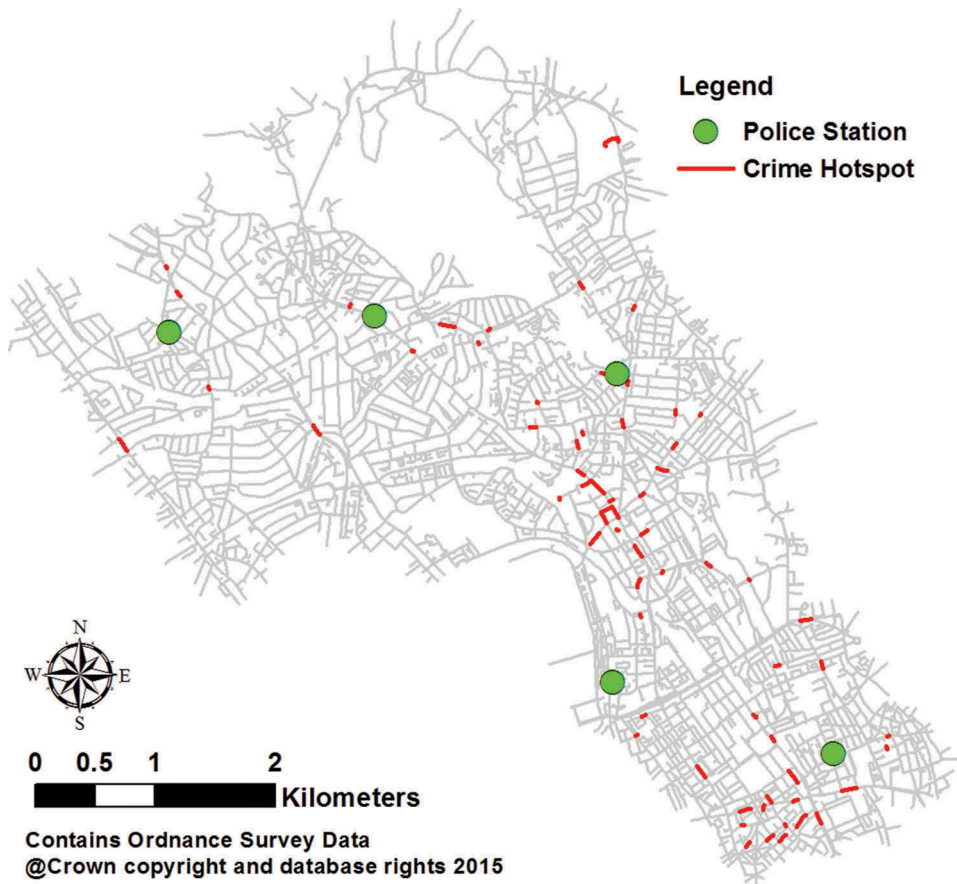 Legend
Police Station
Crime Hotspot
N
W E
S
0 0.5 1 2
Kilometers
Contains Ordnance Survey Data
@Crown copyright and database rights 2015